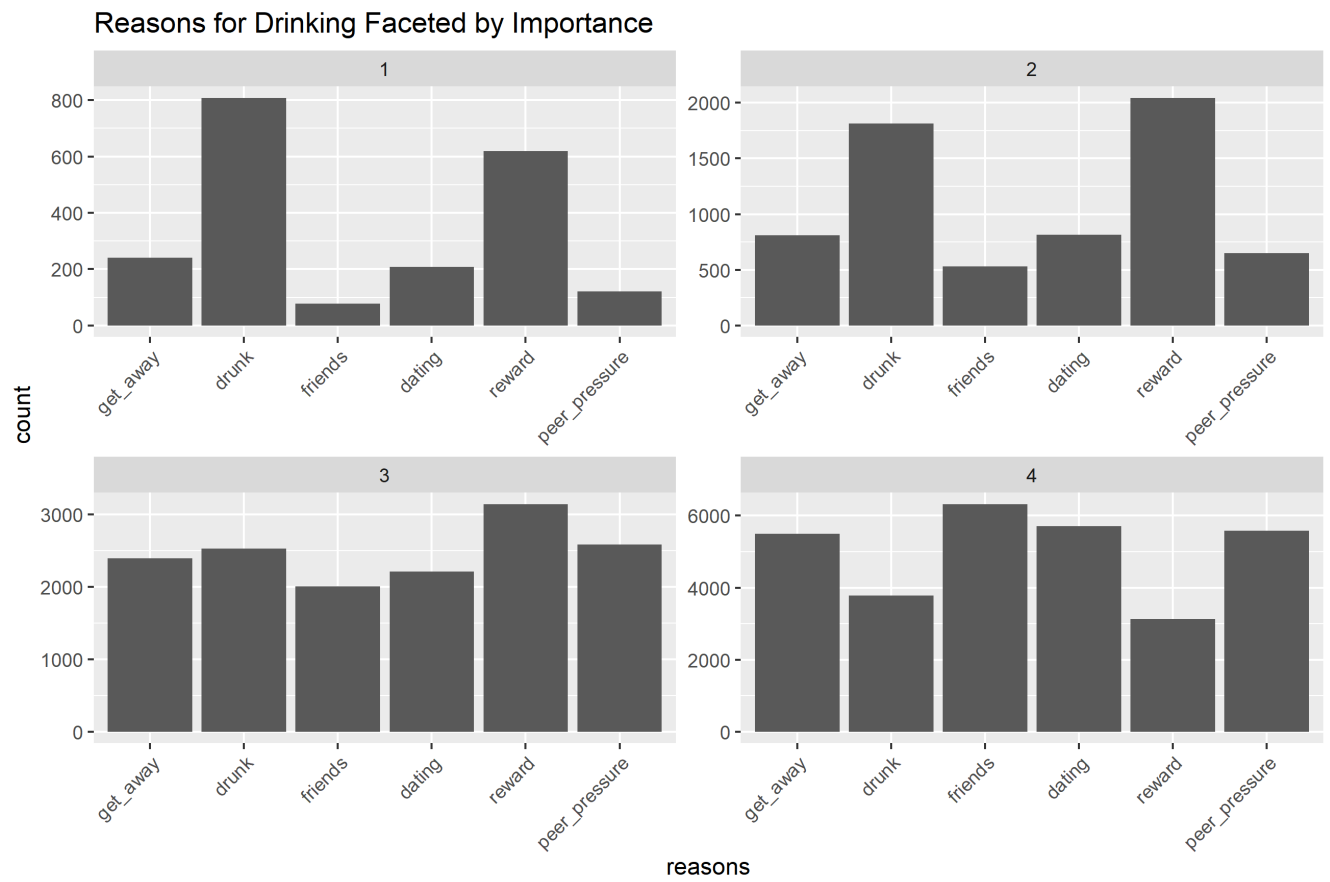 Reasons for Drinking Faceted by Importance
1
800
600
400
200
0
get_away
drunk
friends
dating
reward
peer_pressure
2
2000
1500
1000
500
0
get_away
drunk
friends
dating
reward
peer_pressure
count
3
3000
2000
1000
0
get_away
drunk
friends
dating
reward
peer_pressure
4
6000
4000
2000
0
get_away
drunk
friends
dating
reward
peer_pressure
reasons